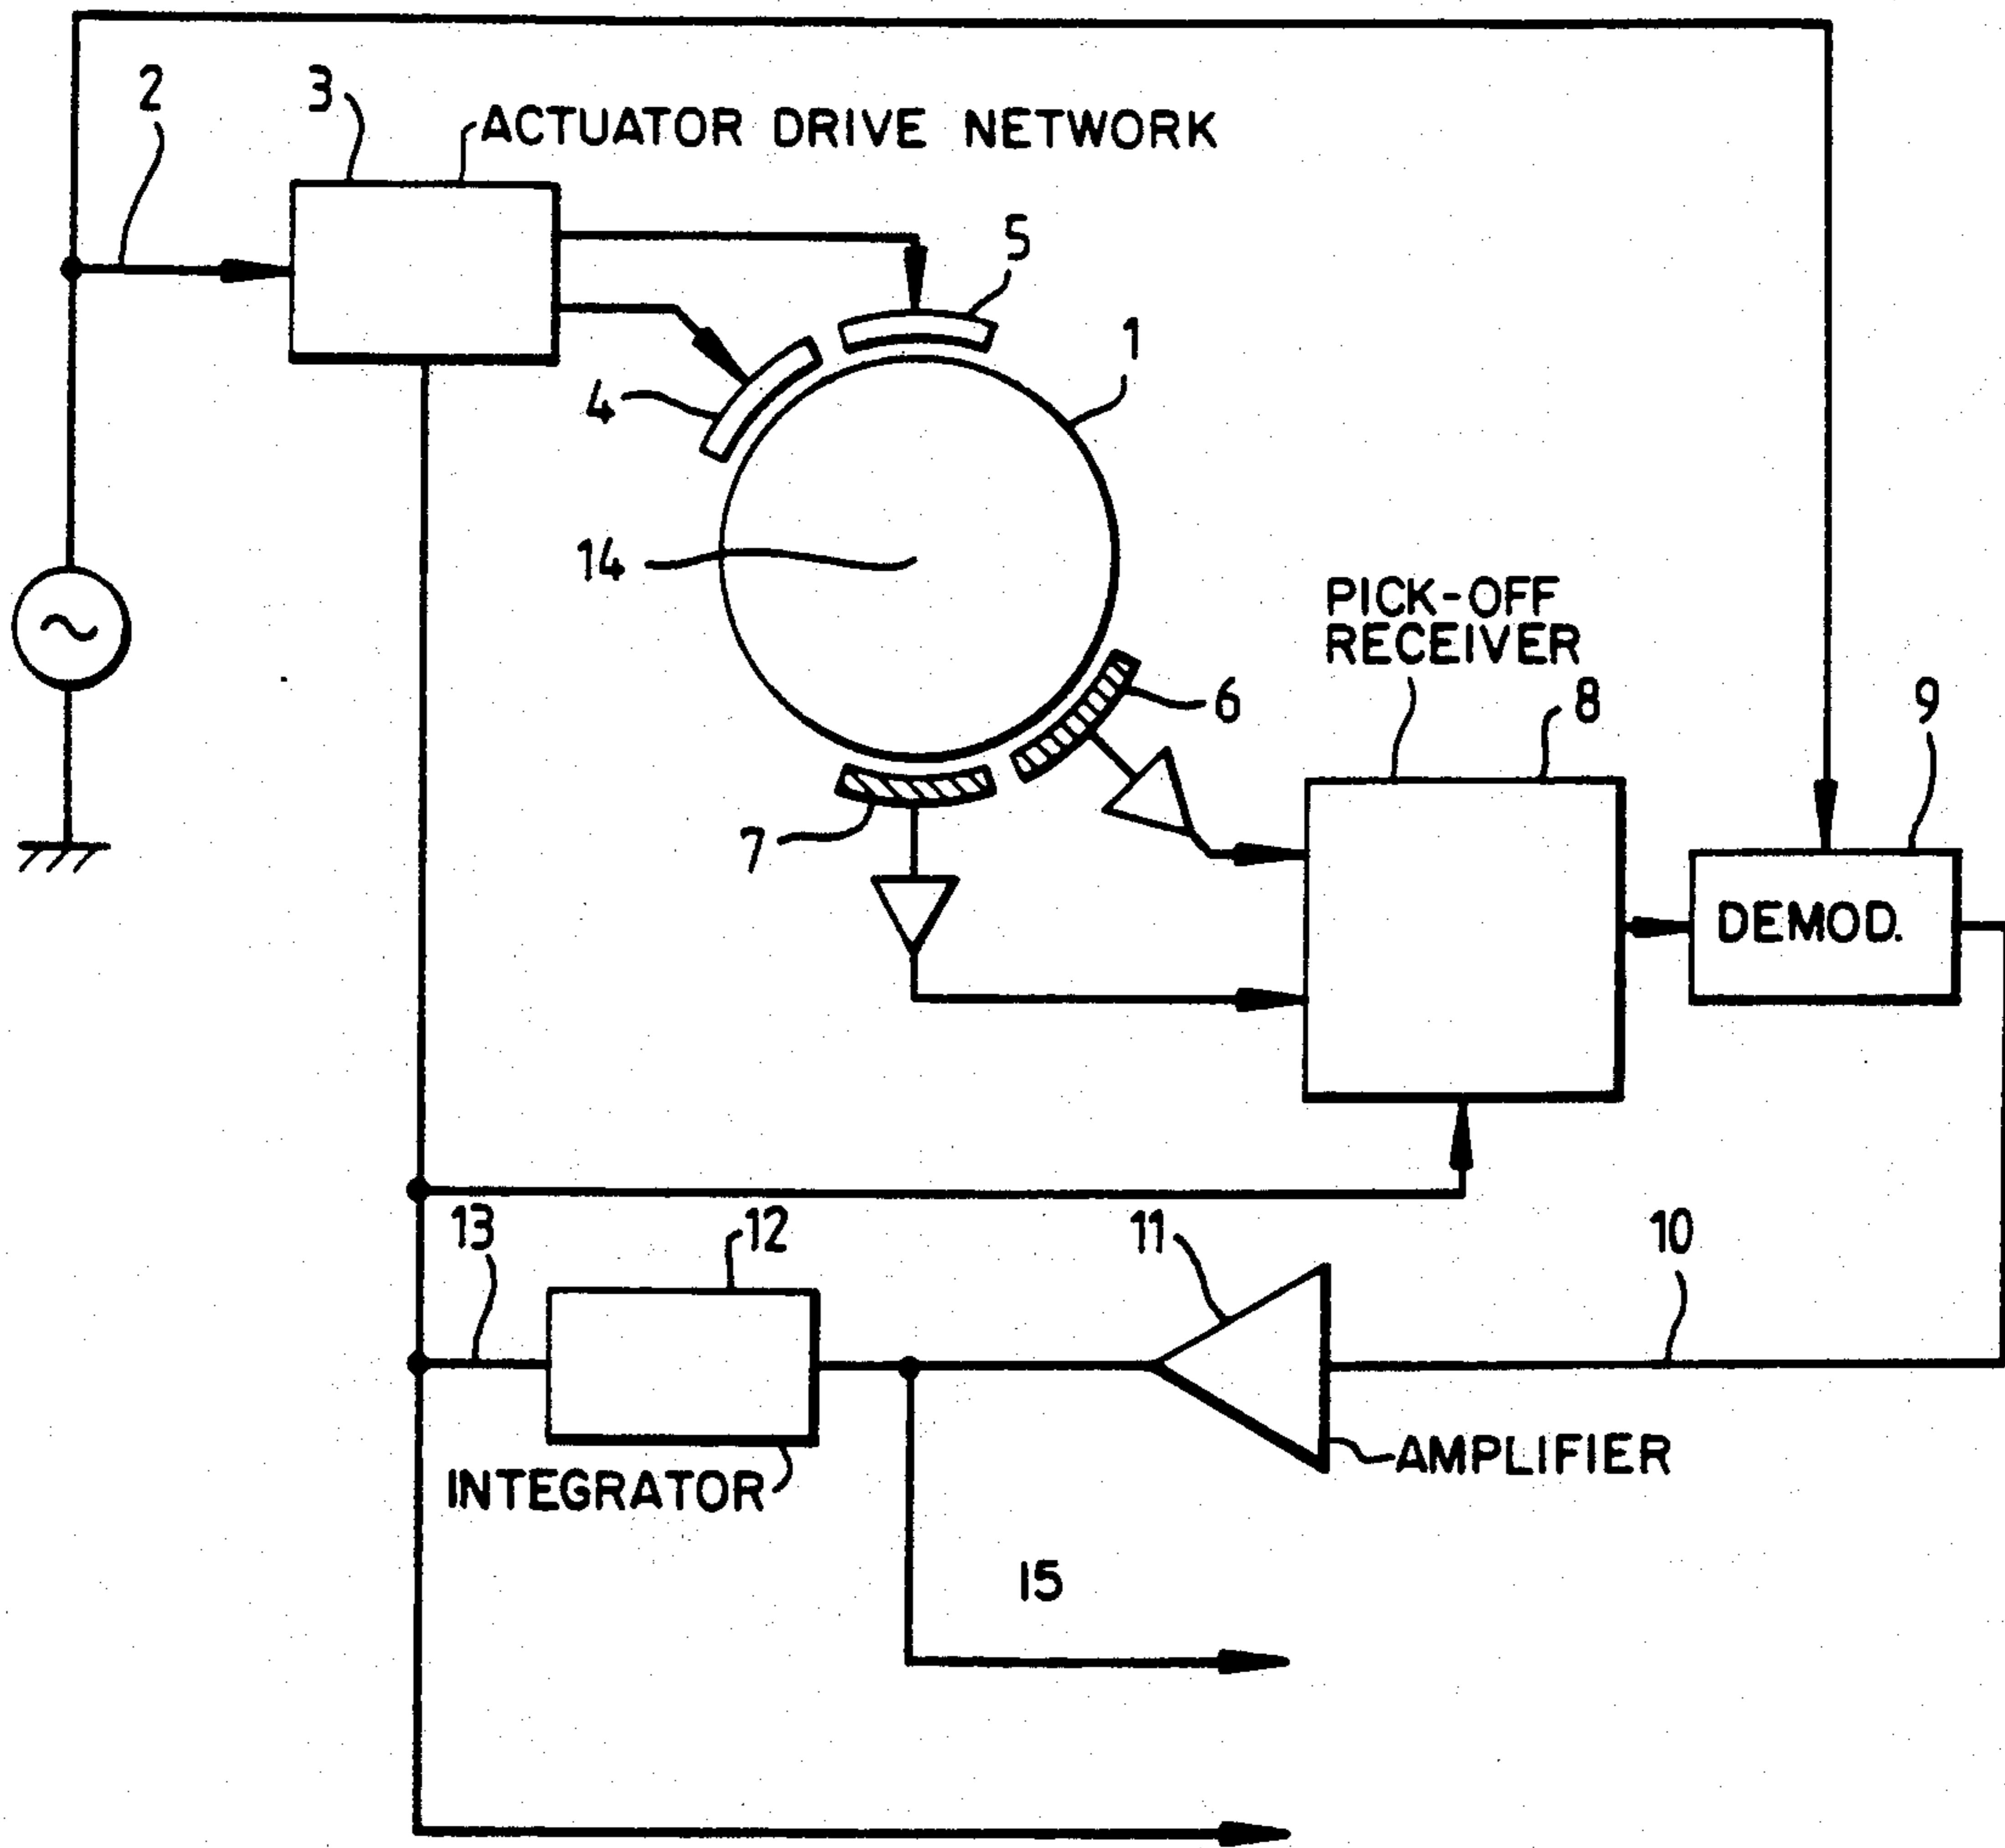 2
3
ACTUATOR DRIVE NETWORK
5
1
4
14
PICK-OFF
RECEIVER
6
8
9
7
DEMOD.
13
12
11
10
INTEGRATOR
AMPLIFIER
15